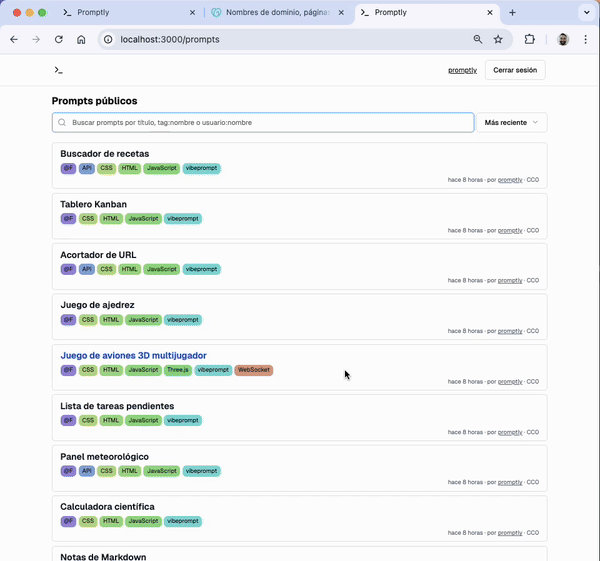 Promptly
Nombres de dominio, página
Promptly
localhost:3000/prompts
>_
promptly
Cerrar sesión
Prompts públicos
Buscar prompts por título, tag:nombre o usuario:nombre
Más reciente
Buscador de recetas
@F API CSS HTML JavaScript vibeprompt
hace 8 horas · por promptly · CC0
Tablero Kanban
@F CSS HTML JavaScript vibeprompt
hace 8 horas · por promptly · CC0
Acortador de URL
@F API CSS HTML JavaScript vibeprompt
hace 8 horas · por promptly · CC0
Juego de ajedrez
@F CSS HTML JavaScript vibeprompt
hace 8 horas · por promptly · CC0
Juego de aviones 3D multijugador
@F CSS HTML JavaScript Three.js vibeprompt WebSocket
hace 8 horas · por promptly · CC0
Lista de tareas pendientes
@F CSS HTML JavaScript vibeprompt
hace 8 horas · por promptly · CC0
Panel meteorológico
@F API CSS HTML JavaScript vibeprompt
hace 8 horas · por promptly · CC0
Calculadora científica
@F CSS HTML JavaScript vibeprompt
hace 8 horas · por promptly · CC0
Notas de Markdown